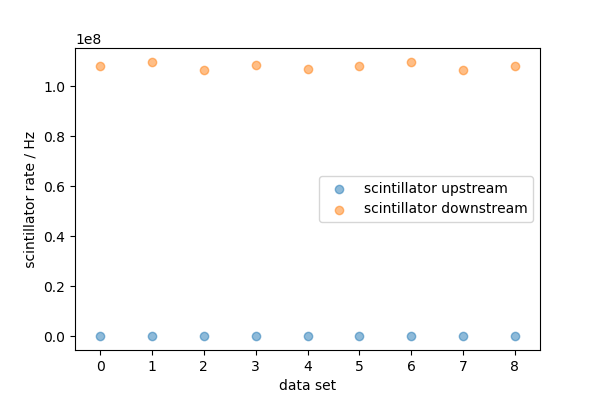 1e8
1.0
0.8
0.6
0.4
0.2
0.0
scintillator rate / Hz
scintillator upstream
scintillator downstream
0 1 2 3 4 5 6 7 8
data set